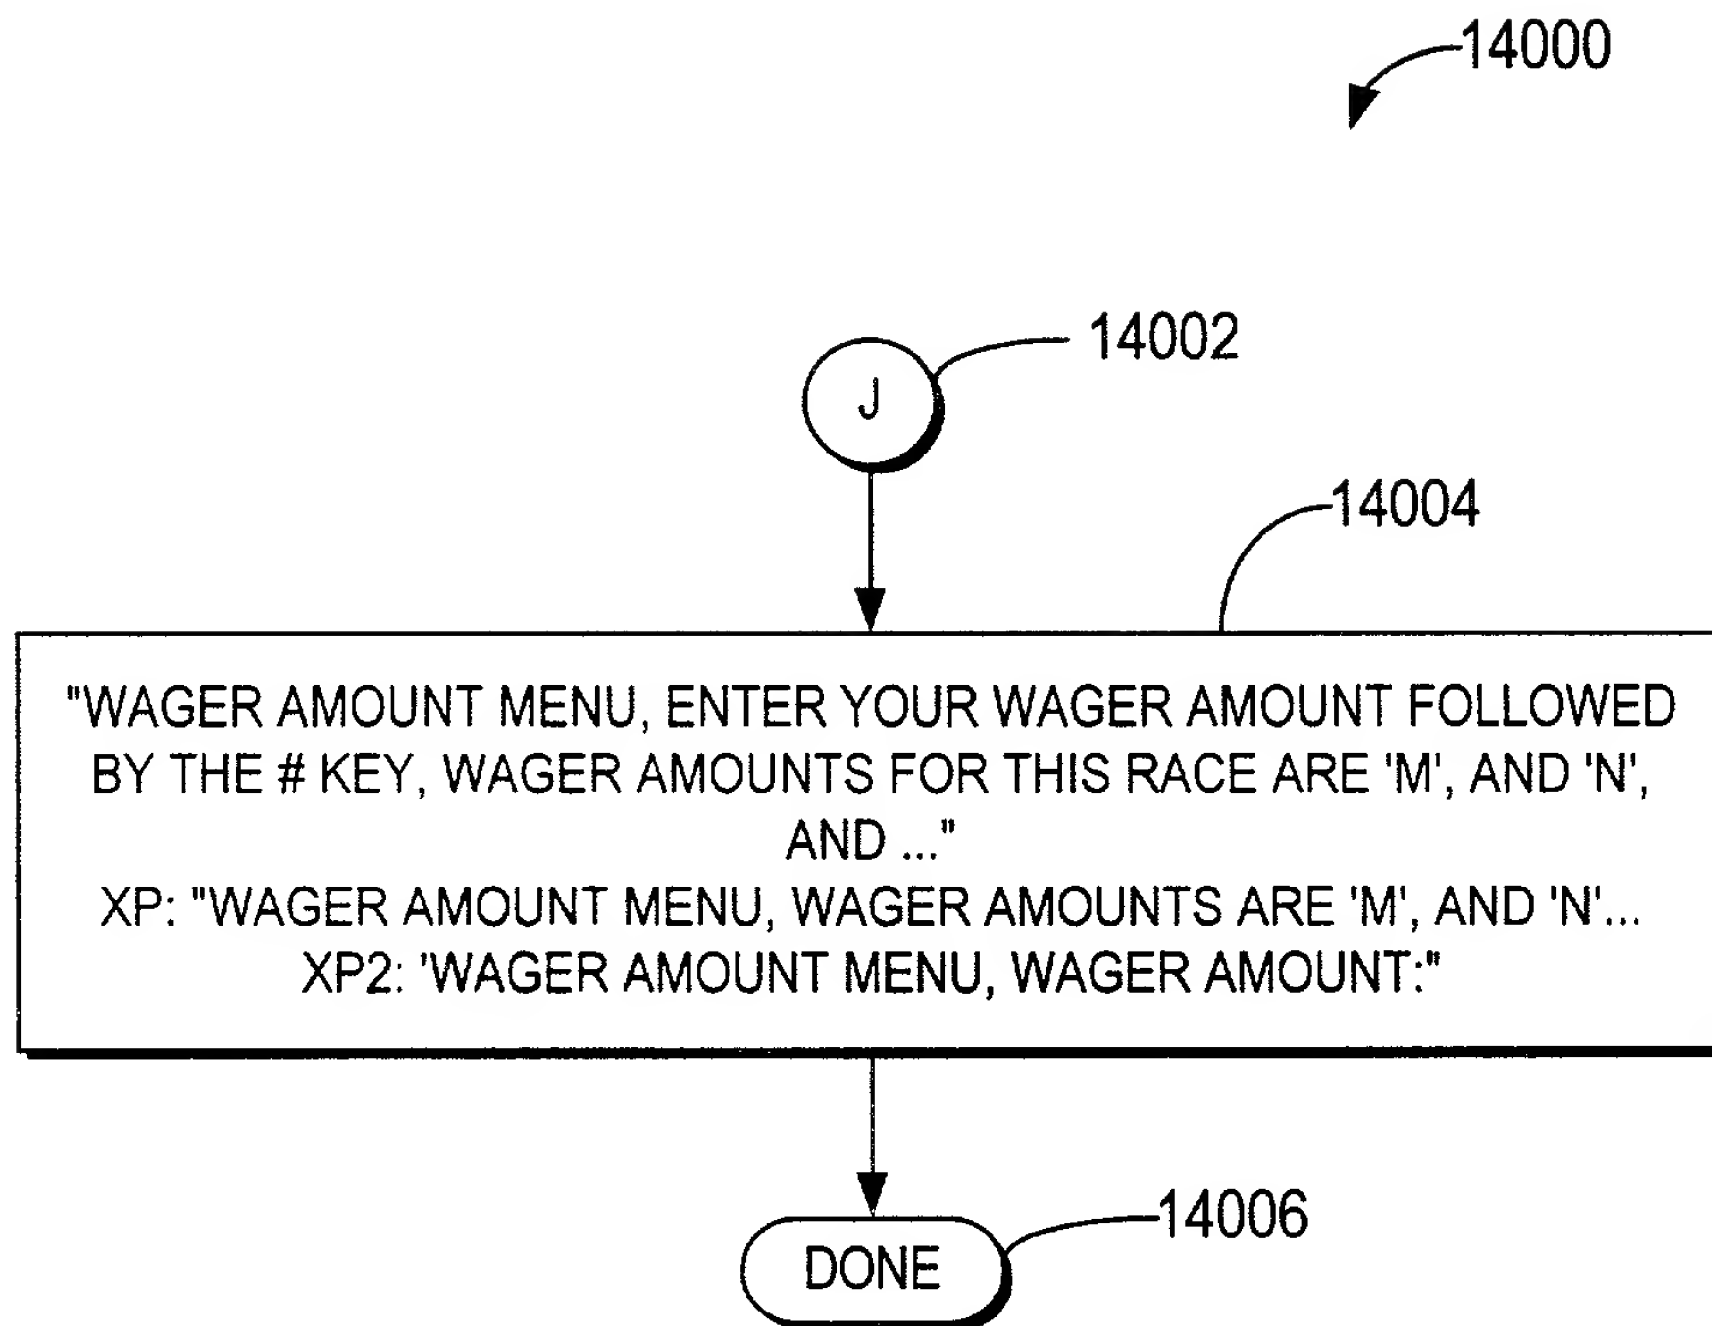 14000
14002
J
14004
"WAGER AMOUNT MENU, ENTER YOUR WAGER AMOUNT FOLLOWED
BY THE # KEY, WAGER AMOUNTS FOR THIS RACE ARE 'M', AND 'N',
AND ..."
XP: "WAGER AMOUNT MENU, WAGER AMOUNTS ARE 'M', AND 'N'...
XP2: 'WAGER AMOUNT MENU, WAGER AMOUNT:"
14006
DONE